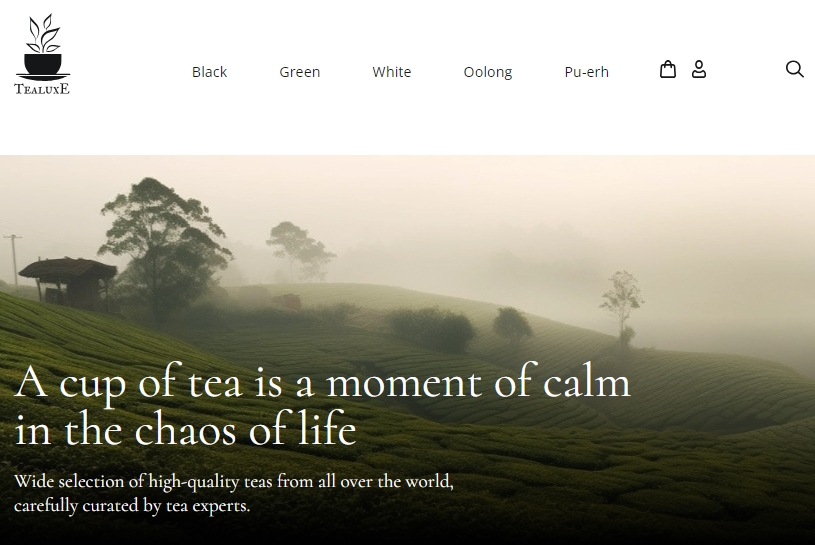 TEALUXE
Black Green White Oolong Pu-erh
A cup of tea is a moment of calm
in the chaos of life
Wide selection of high-quality teas from all over the world,
carefully curated by tea experts.